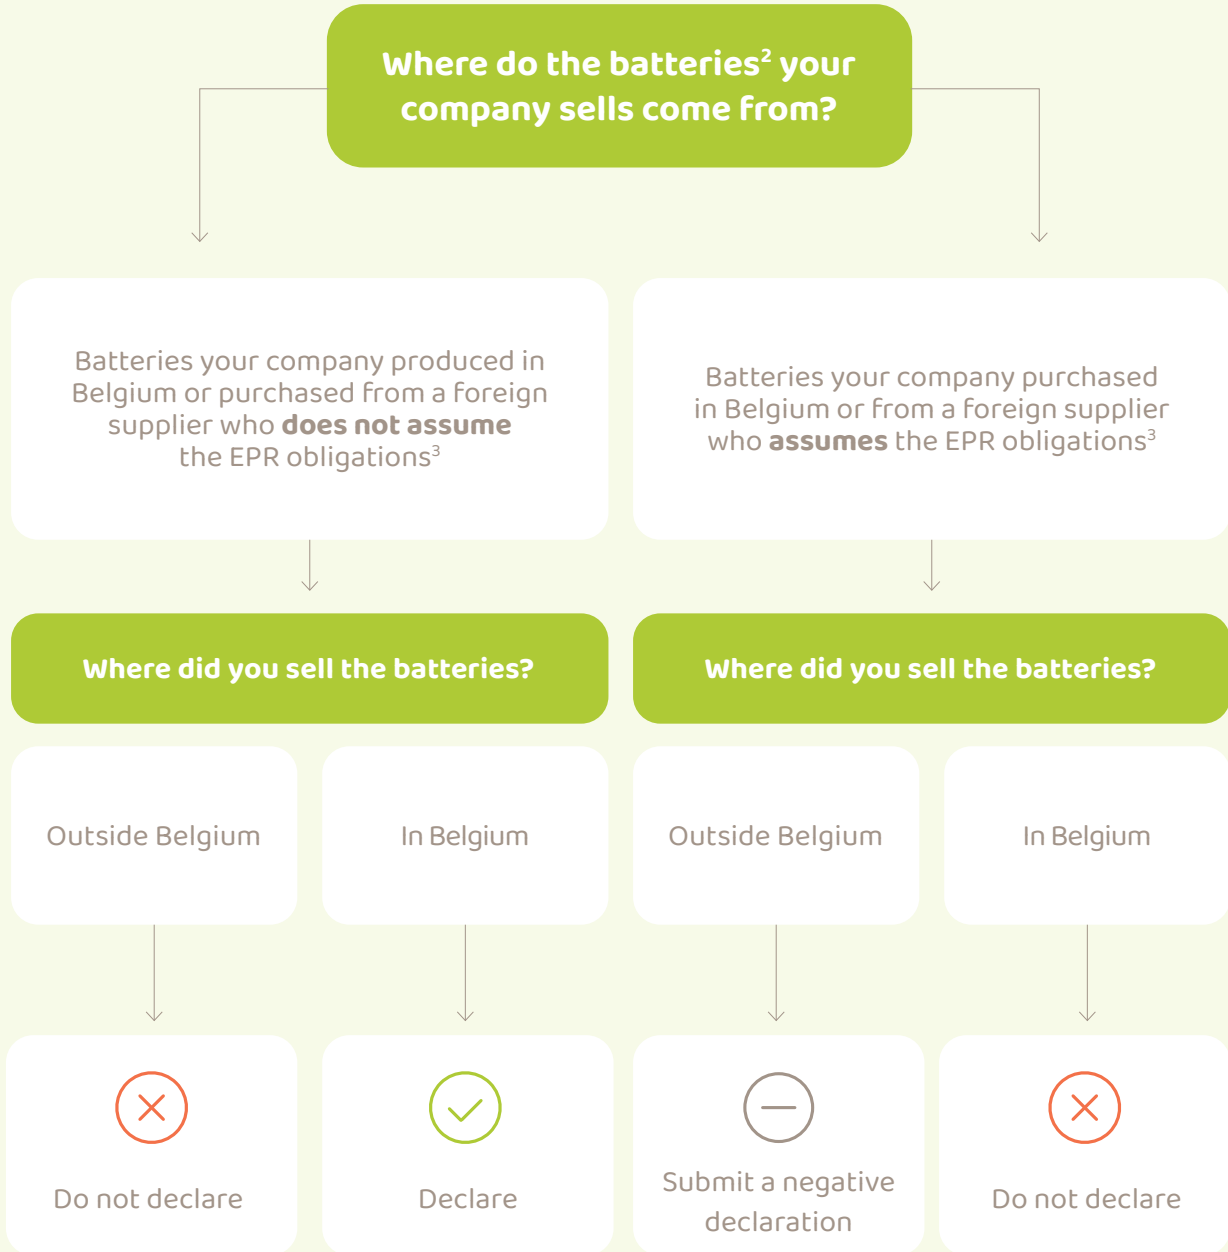 Where do the batteries² your
company sells come from?
Batteries your company produced in
Belgium or purchased from a foreign
supplier who does not assume
the EPR obligations³
Batteries your company purchased
in Belgium or from a foreign supplier
who assumes the EPR obligations³
Where did you sell the batteries?
Where did you sell the batteries?
Outside Belgium
In Belgium
Outside Belgium
In Belgium
Do not declare
Declare
Submit a negative
declaration
Do not declare